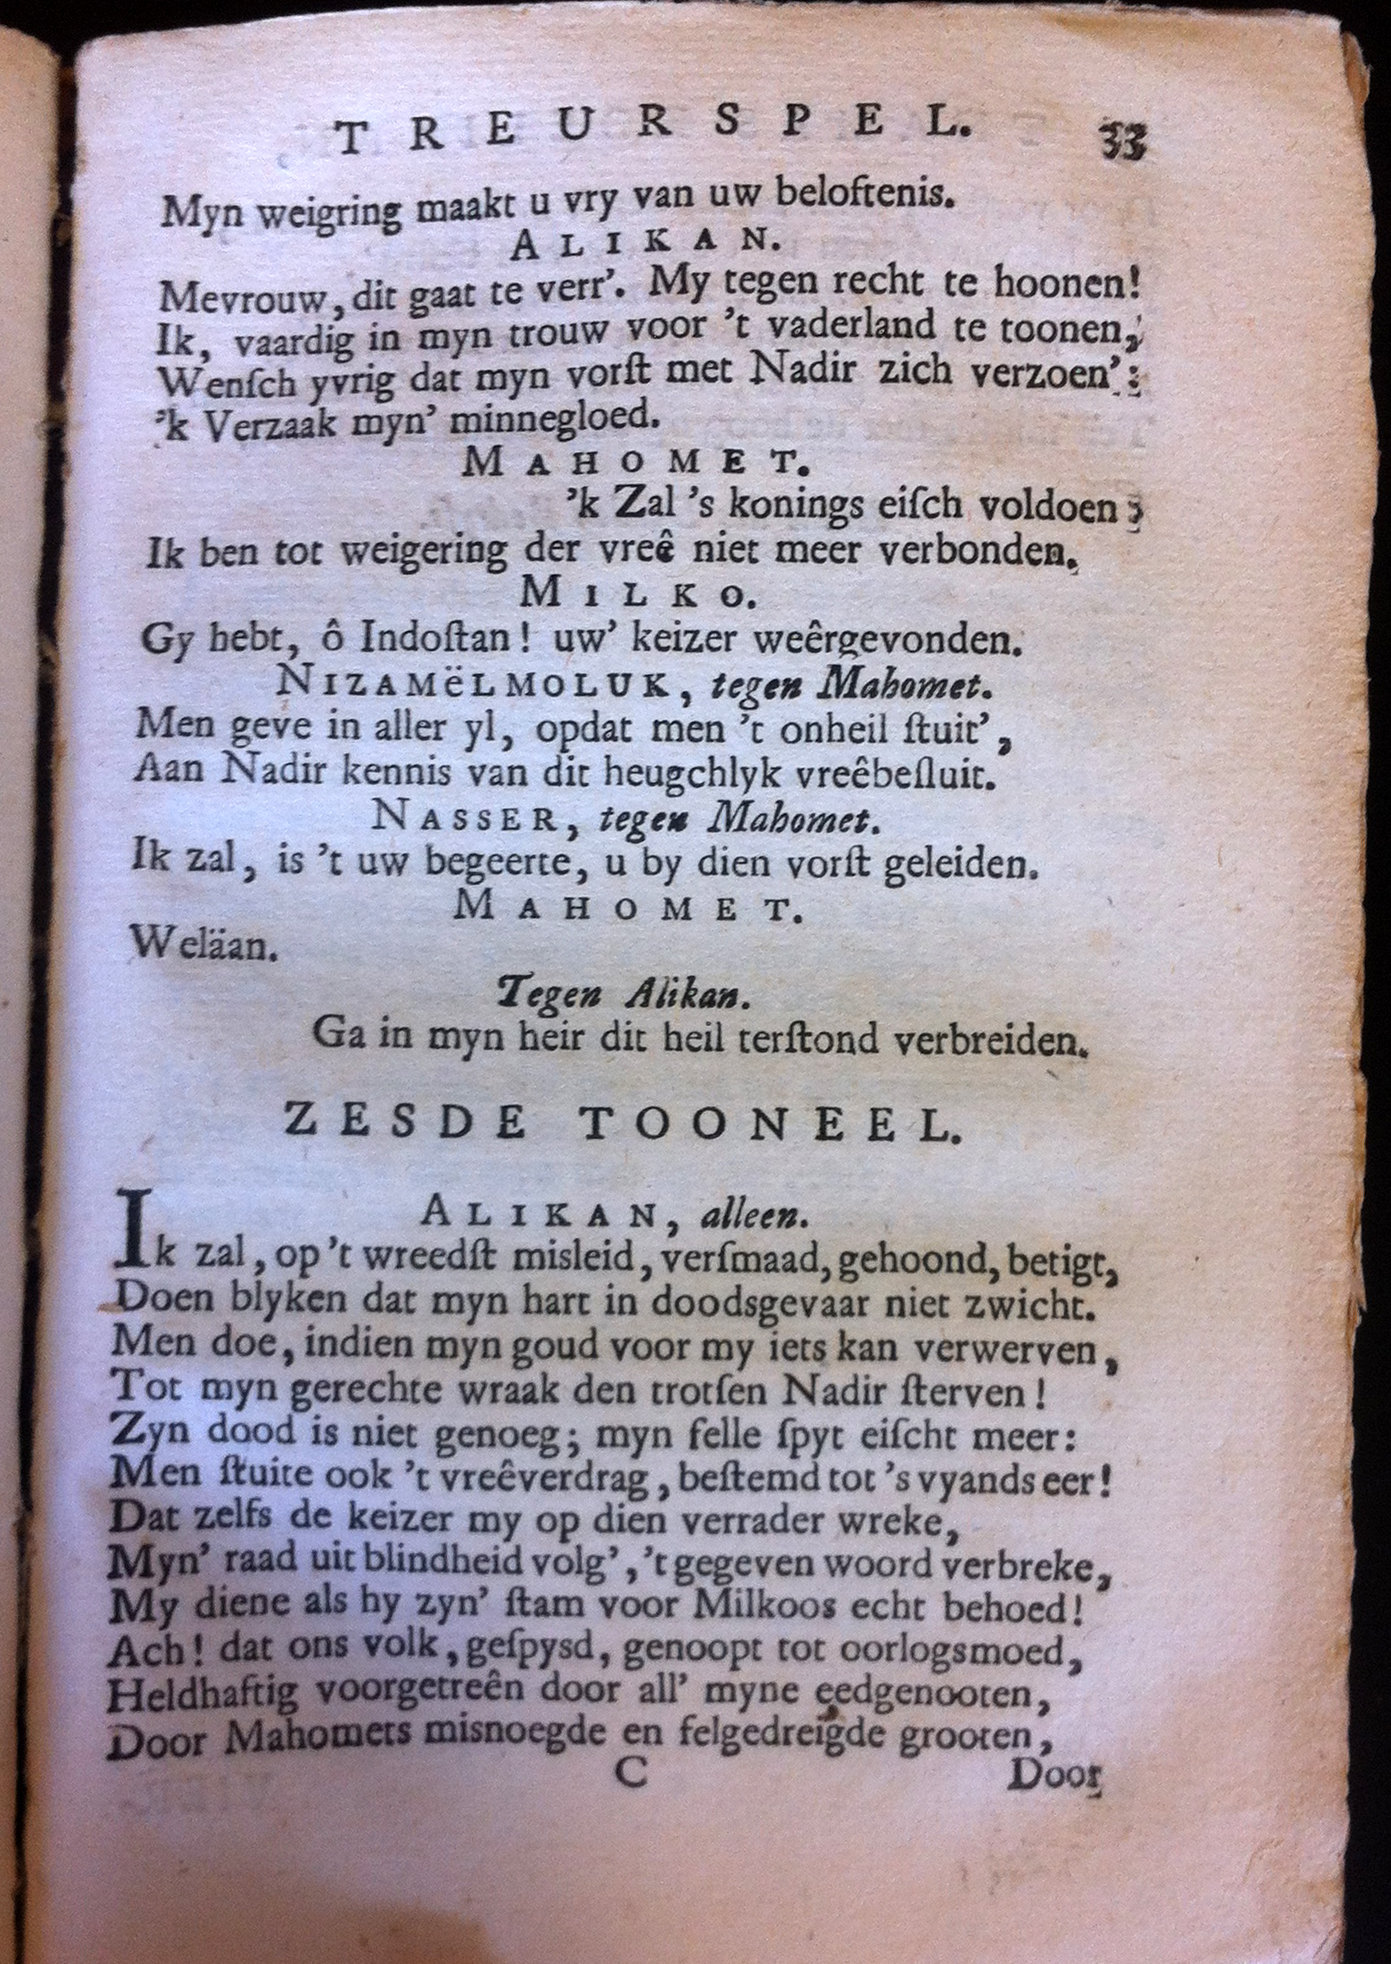 TREURSPEL. 33
Myn weigring maakt u vry van uw beloftenis.
ALIKAN.
Mevrouw, dit gaat te verr’. My tegen recht te hoonen!
Ik, vaardig in myn trouw voor ’t vaderland te toonen,
Wenſch yvrig dat myn vorſt met Nadir zich verzoen’:
’k Verzaak myn’ minnegloed.
MAHOMET.
’k Zal ’s konings eiſch voldoen;
Ik ben tot weigering der vreê niet meer verbonden.
MILKO.
Gy hebt, ô Indoſtan! uw’ keizer weêrgevonden.
NIZAMëLMOLUK, tegen Mahomet.
Men geve in aller yl, opdat men ’t onheil ſtuit’,
Aan Nadir kennis van dit heugchlyk vreêbeſluit.
NASSER, tegen Mahomet.
Ik zal, is ’t uw begeerte, u by dien vorſt geleiden.
MAHOMET.
Weläan.
Tegen Alikan.
Ga in myn heir dit heil terſtond verbreiden.
ZESDE TOONEEL.
ALIKAN, alleen.
Ik zal, op ’t wreedſt misleid, verſmaad, gehoond, betigt,
Doen blyken dat myn hart in doodsgevaar niet zwicht.
Men doe, indien myn goud voor my iets kan verwerven,
Tot myn gerechte wraak den trotſen Nadir ſterven!
Zyn dood is niet genoeg; myn felle ſpyt eiſcht meer:
Men ſtuite ook ’t vreêverdrag, beſtemd tot ’s vyands eer!
Dat zelfs de keizer my op dien verrader wreke,
Myn’ raad uit blindheid volg’, ’t gegeven woord verbreke,
My diene als hy zyn’ ſtam voor Milkoos echt behoed!
Ach! dat ons volk, geſpysd, genoopt tot oorlogsmoed,
Heldhaftig voorgetreên door all’ myne eedgenooten,
Door Mahomets misnoegde en felgedreigde grooten,
C Door